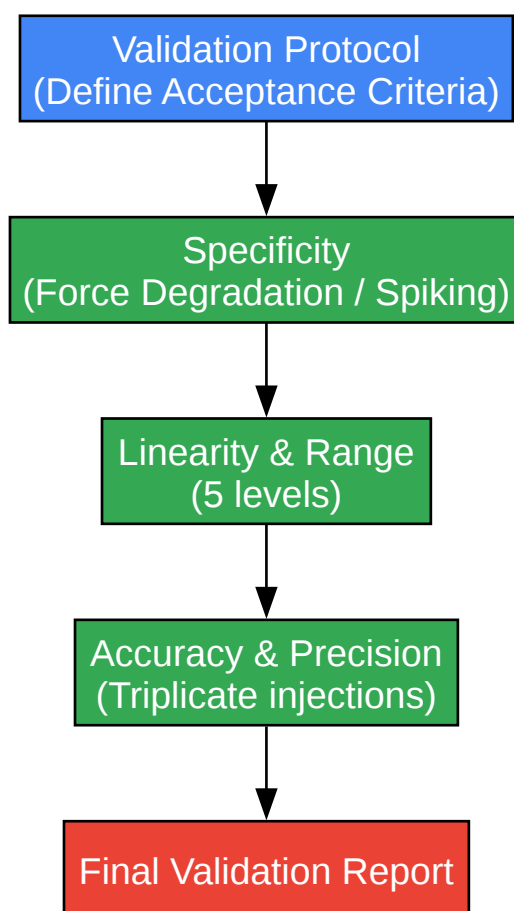 Validation Protocol
(Define Acceptance Criteria)
Specificity
(Force Degradation / Spiking)
Linearity & Range
(5 levels)
Accuracy & Precision
(Triplicate injections)
Final Validation Report